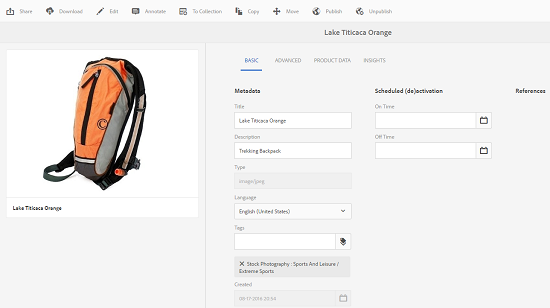 Share Download Edit Annotate To Collection Copy Move Publish Unpublish
Lake Titicaca Orange
BASIC ADVANCED PRODUCT DATA INSIGHTS
Metadata Scheduled (de)activation References
Title On Time
Lake Titicaca Orange
Description Off Time
Trekking Backpack
Type
image/jpeg
Language
English (United States)
Tags
Lake Titicaca Orange
✕ Stock Photography : Sports And Leisure /
Extreme Sports
Created
09-17-2018 20:54